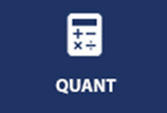 + −
× ÷
QUANT